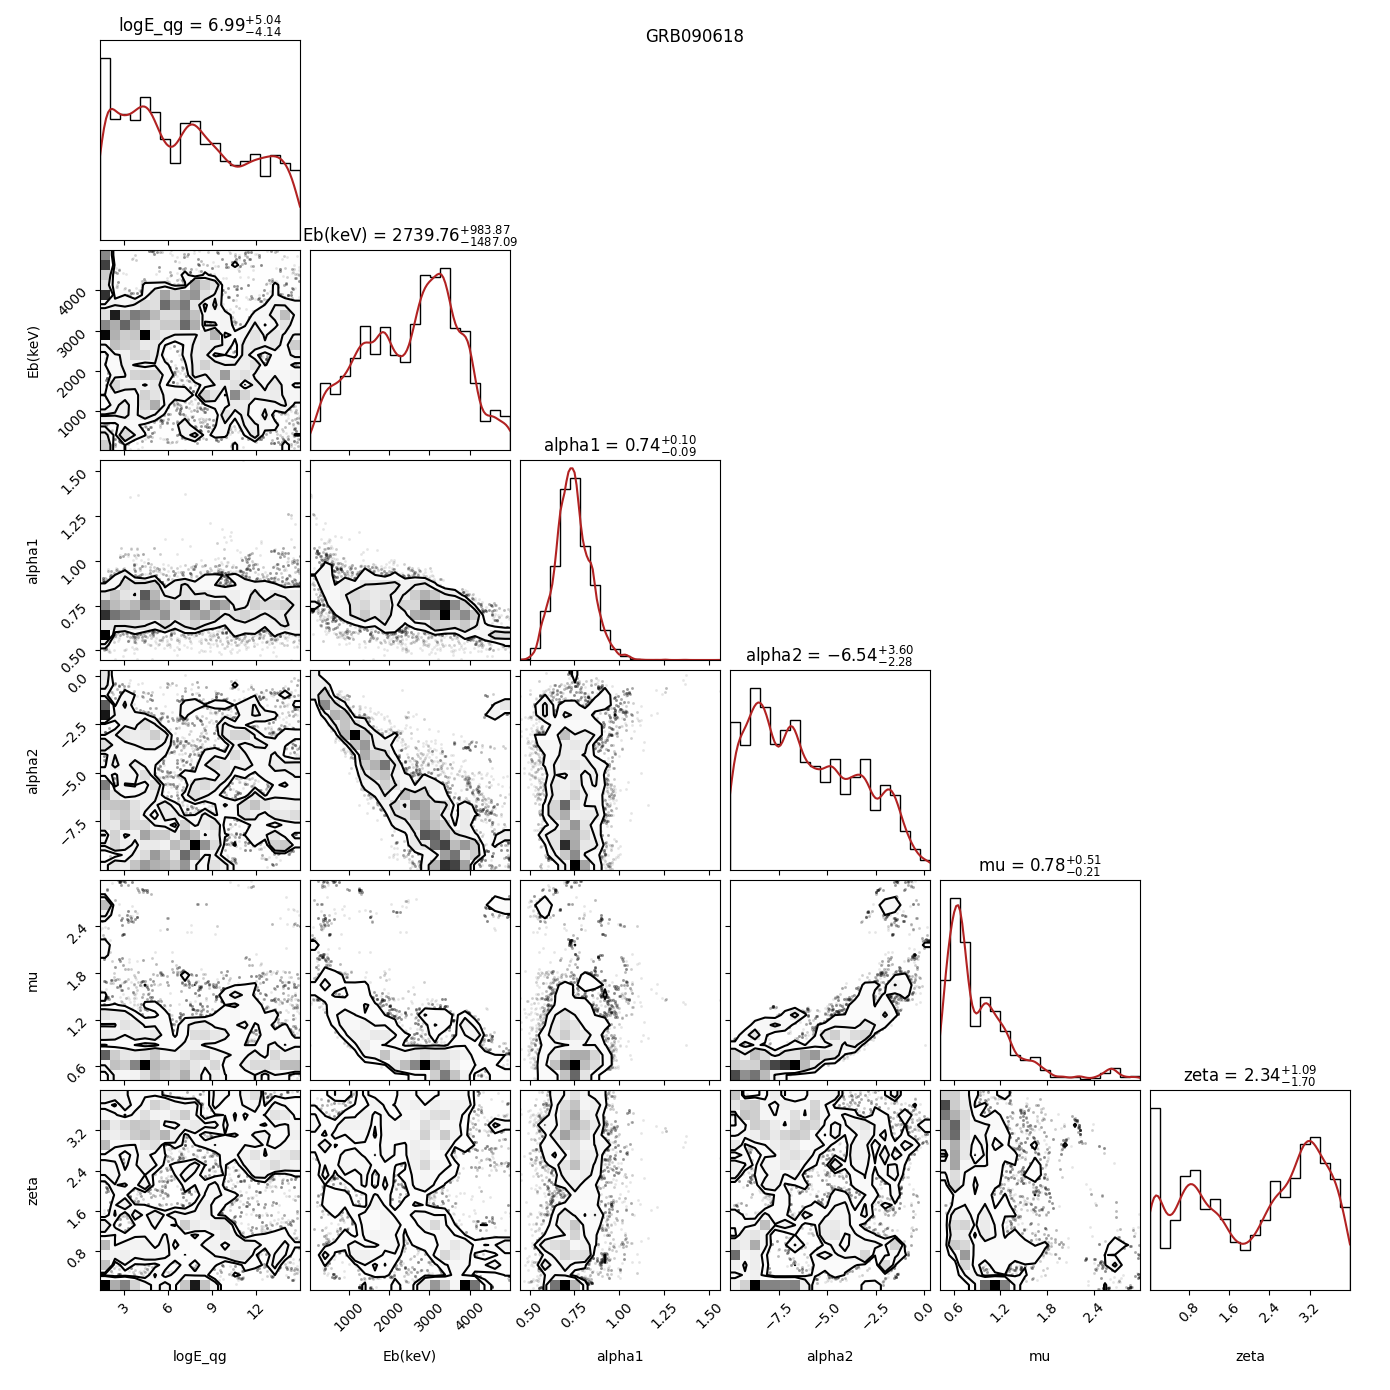 GRB090618
logE_qg = 6.99+5.04 −4.14
Eb(keV) = 2739.76+983.87 −1487.09
alpha1 = 0.74+0.10 −0.09
alpha2 = −6.54+3.60 −2.28
mu = 0.78+0.51 −0.21
zeta = 2.34+1.09 −1.70
Eb(keV)
4000
3000
2000
1000
alpha1
1.50
1.25
1.00
0.75
0.50
alpha2
0.0
−2.5
−5.0
−7.5
mu
2.4
1.8
1.2
0.6
zeta
3.2
2.4
1.6
0.8
3 6 9 12
1000 2000 3000 4000
0.50 0.75 1.00 1.25 1.50
−7.5 −5.0 −2.5 0.0
0.6 1.2 1.8 2.4
0.8 1.6 2.4 3.2
logE_qg Eb(keV) alpha1 alpha2 mu zeta